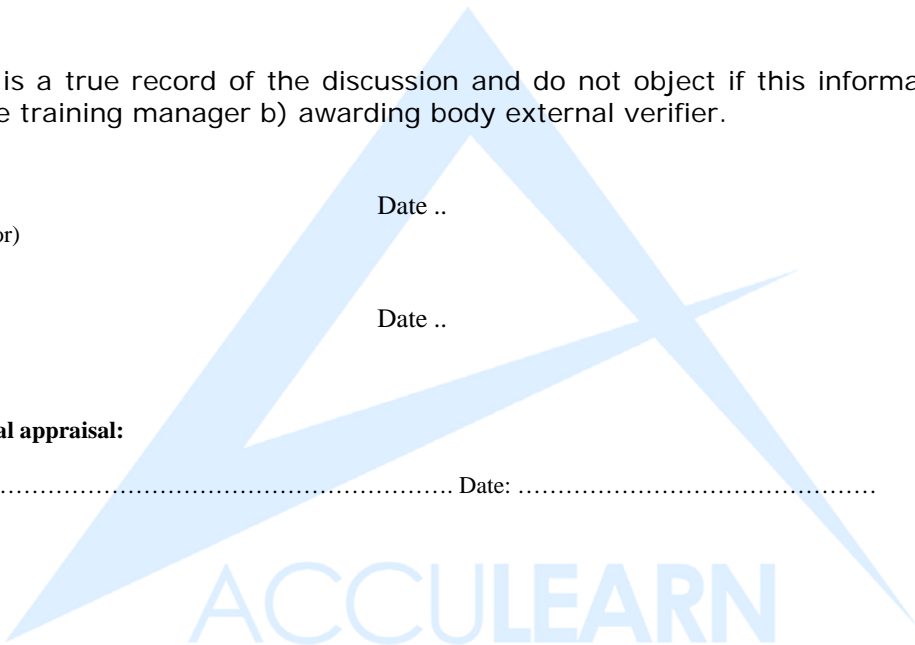 is a true record of the discussion and do not object if this informa
e training manager b) awarding body external verifier.
Date ..
or)
Date ..
al appraisal:
…………………………………………………. Date: ………………………………………
ACCULEARN